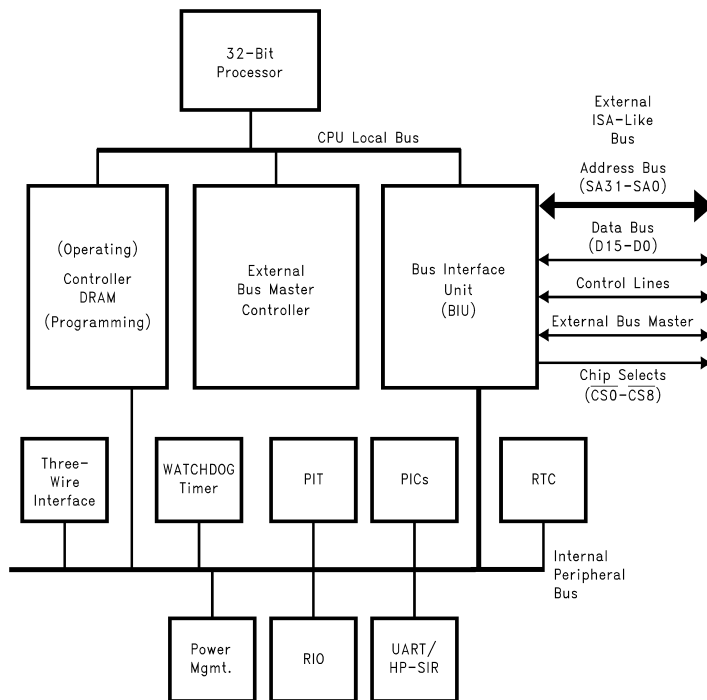 32-Bit
Processor
CPU Local Bus
External
ISA-Like
Bus
Address Bus
(SA31-SA0)
Data Bus
(D15-D0)
Control Lines
External Bus Master
Chip Selects
(CS0-CS8)
(Operating)
Controller
DRAM
(Programming)
External
Bus Master
Controller
Bus Interface
Unit
(BIU)
Three-
Wire
Interface
WATCHDOG
Timer
PIT
PICs
RTC
Internal
Peripheral
Bus
Power
Mgmt.
RIO
UART/
HP-SIR